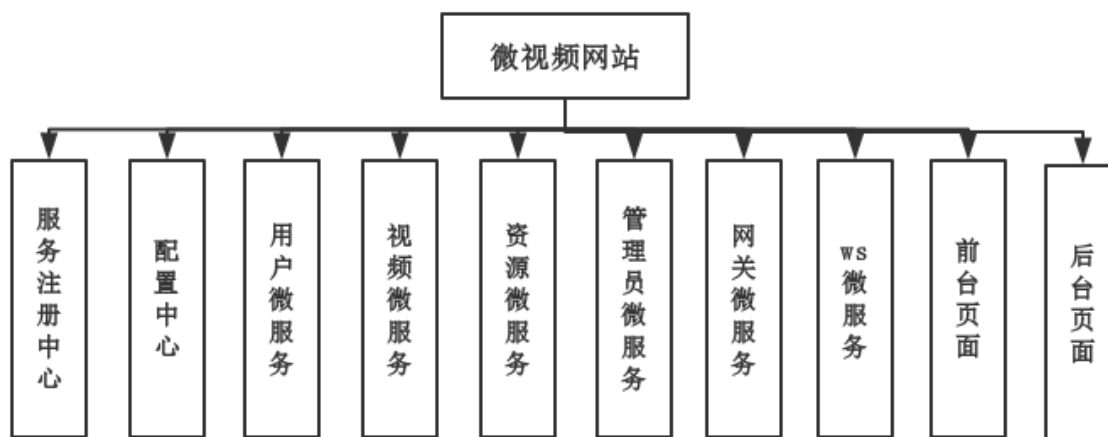 微视频网站
服务注册中心
配置中心
用户微服务
视频微服务
资源微服务
管理员微服务
网关微服务
ws微服务
前台页面
后台页面